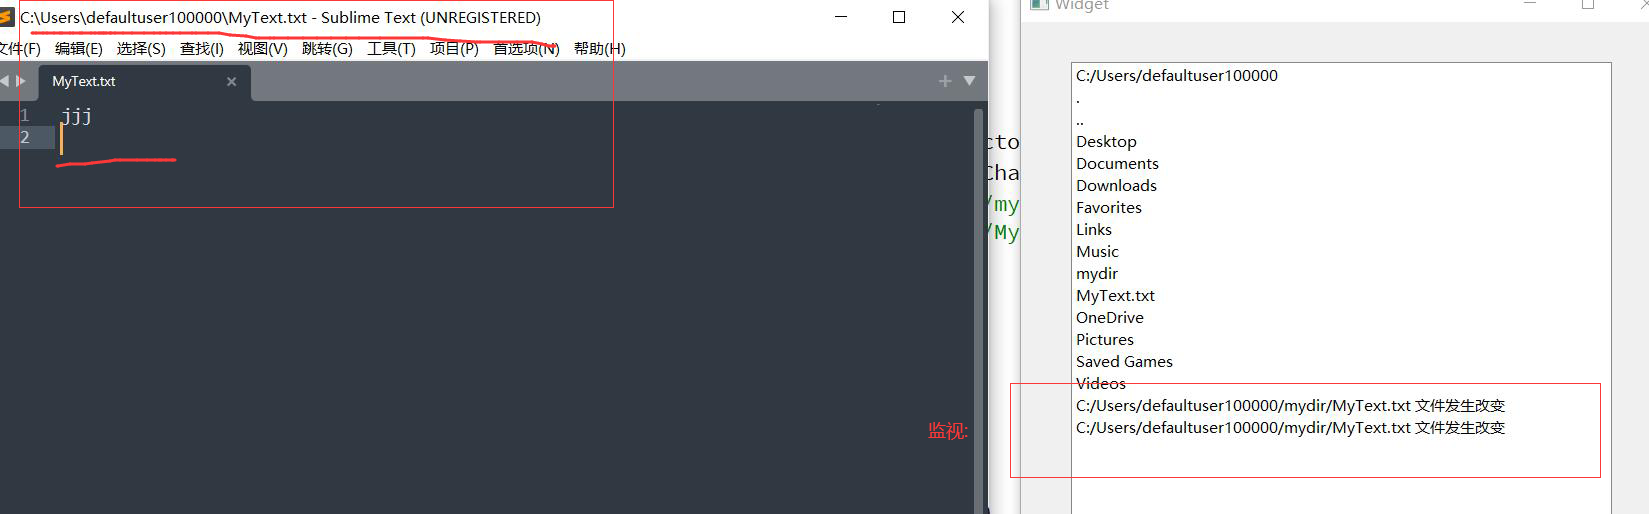 C:\Users\defaultuser100000\MyText.txt - Sublime Text (UNREGISTERED)
文件(F) 编辑(E) 选择(S) 查找(I) 视图(V) 跳转(G) 工具(T) 项目(P) 首选项(N) 帮助(H)
MyText.txt
1 jjj
2
监视:
cto
Cha
/my
/My
Widget
C:/Users/defaultuser100000
.
..
Desktop
Documents
Downloads
Favorites
Links
Music
mydir
MyText.txt
OneDrive
Pictures
Saved Games
Videos
C:/Users/defaultuser100000/mydir/MyText.txt 文件发生改变
C:/Users/defaultuser100000/mydir/MyText.txt 文件发生改变